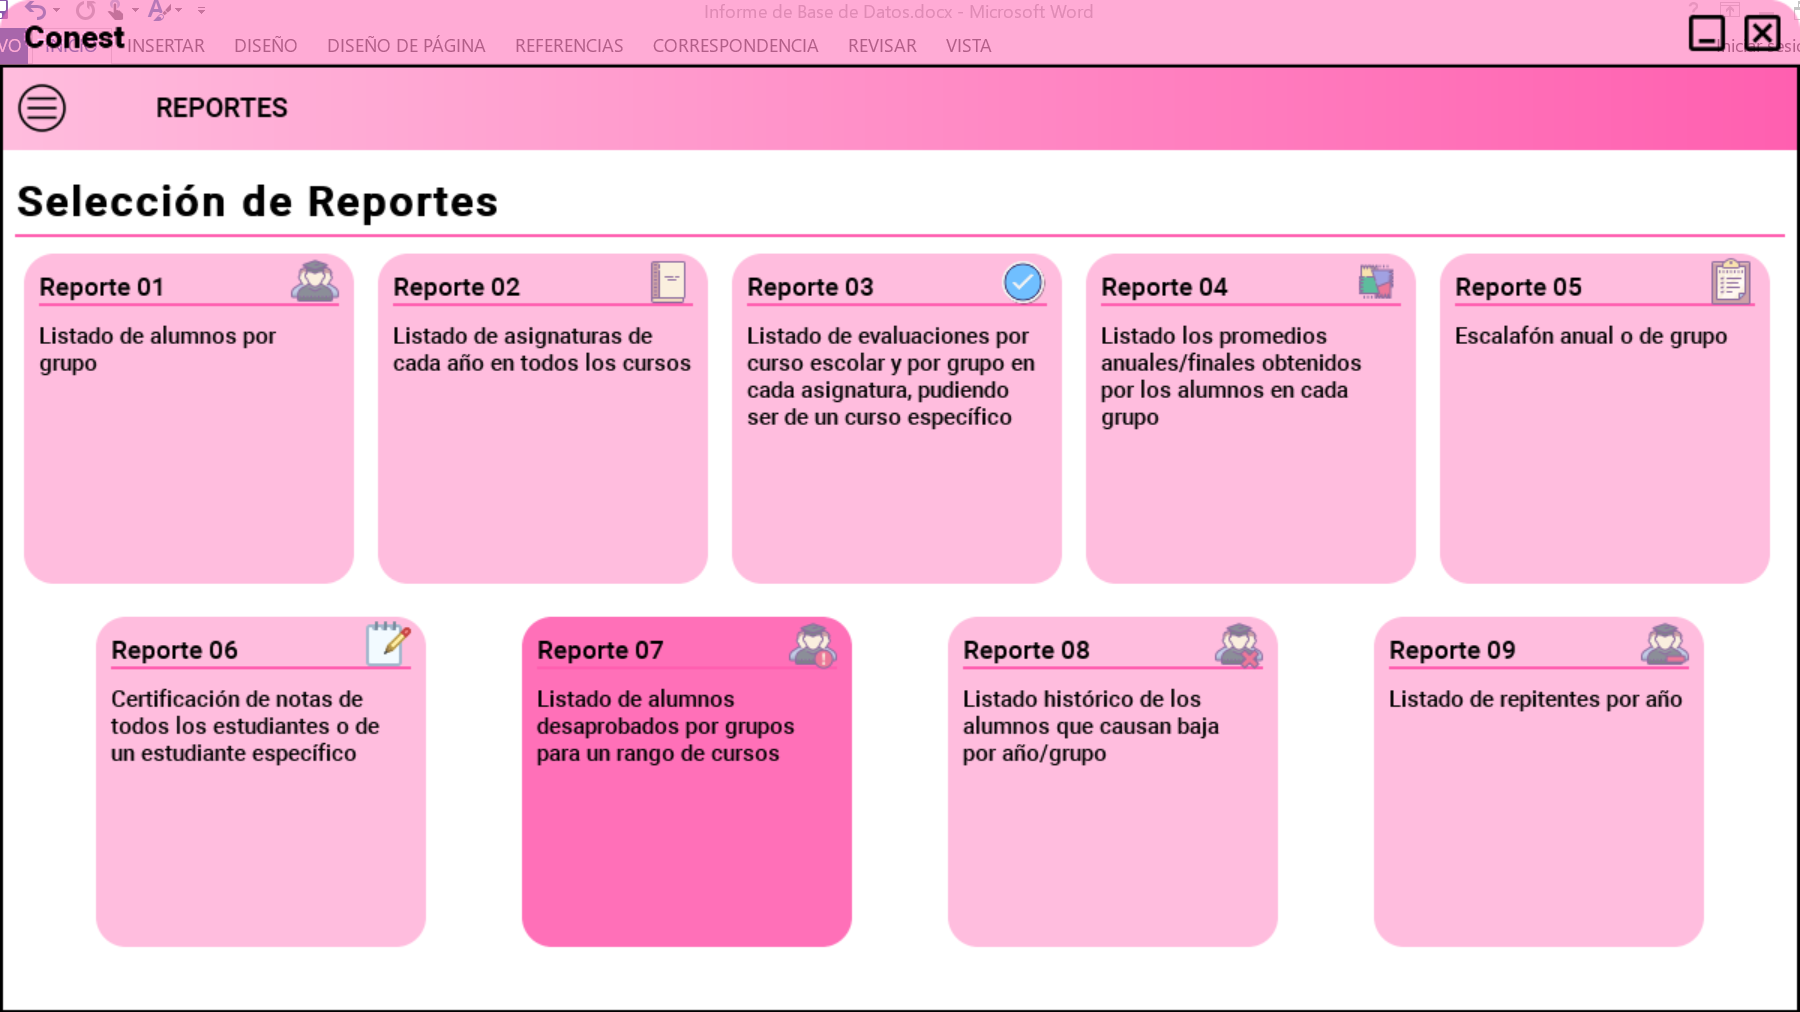 Informe de Base de Datos.docx - Microsoft Word
Conest
VO INICIO INSERTAR DISEÑO DISEÑO DE PÁGINA REFERENCIAS CORRESPONDENCIA REVISAR VISTA
REPORTES
Selección de Reportes
Reporte 01
Listado de alumnos por
grupo
Reporte 02
Listado de asignaturas de
cada año en todos los cursos
Reporte 03
Listado de evaluaciones por
curso escolar y por grupo en
cada asignatura, pudiendo
ser de un curso específico
Reporte 04
Listado los promedios
anuales/finales obtenidos
por los alumnos en cada
grupo
Reporte 05
Escalafón anual o de grupo
Reporte 06
Certificación de notas de
todos los estudiantes o de
un estudiante específico
Reporte 07
Listado de alumnos
desaprobados por grupos
para un rango de cursos
Reporte 08
Listado histórico de los
alumnos que causan baja
por año/grupo
Reporte 09
Listado de repitentes por año